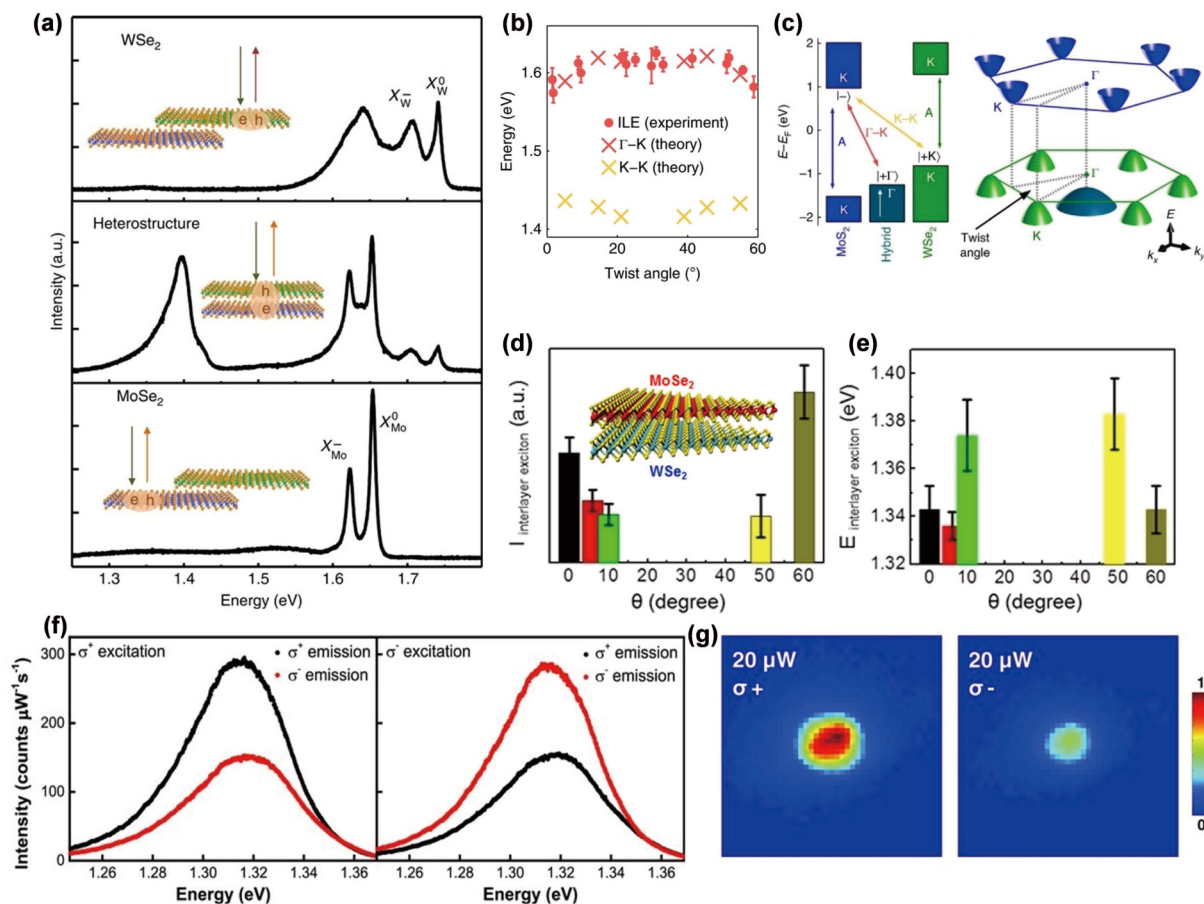 (a)
WSe2
X⁻W
X⁰W
e h
Heterostructure
h
e
MoSe2
X⁻Mo
X⁰Mo
e h
Intensity (a.u.)
1.3 1.4 1.5 1.6 1.7
Energy (eV)
(b)
1.6
1.5
1.4
Energy (eV)
ILE (experiment)
Γ–K (theory)
K–K (theory)
0 10 20 30 40 50 60
Twist angle (°)
(c)
2
1
0
−1
−2
E–EF (eV)
K
K
|−⟩
K–K
A
Γ–K
A
|+K⟩
|+Γ⟩
K
Γ
K
MoS2
Hybrid
WSe2
Γ
K
Γ
Twist
angle
K
E
kx
ky
(d)
I interlayer exciton (a.u.)
MoSe2
WSe2
0 10 20 30 40 50 60
θ (degree)
(e)
E interlayer exciton (eV)
1.40
1.38
1.36
1.34
1.32
0 10 20 30 40 50 60
θ (degree)
(f)
Intensity (counts μW⁻¹s⁻¹)
300
200
100
0
σ⁺ excitation
σ⁺ emission
σ⁻ emission
1.26 1.28 1.30 1.32 1.34 1.36
Energy (eV)
σ⁻ excitation
σ⁺ emission
σ⁻ emission
1.26 1.28 1.30 1.32 1.34 1.36
Energy (eV)
(g)
20 μW
σ +
20 μW
σ -
1
0